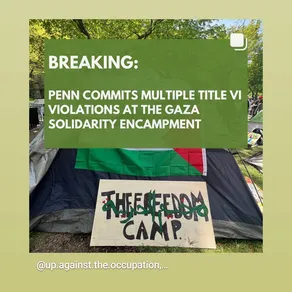 BREAKING:
PENN COMMITS MULTIPLE TITLE VI
VIOLATIONS AT THE GAZA
SOLIDARITY ENCAMPMENT
THE FREEDOM
CAMP.
@up.against.the.occupation,...